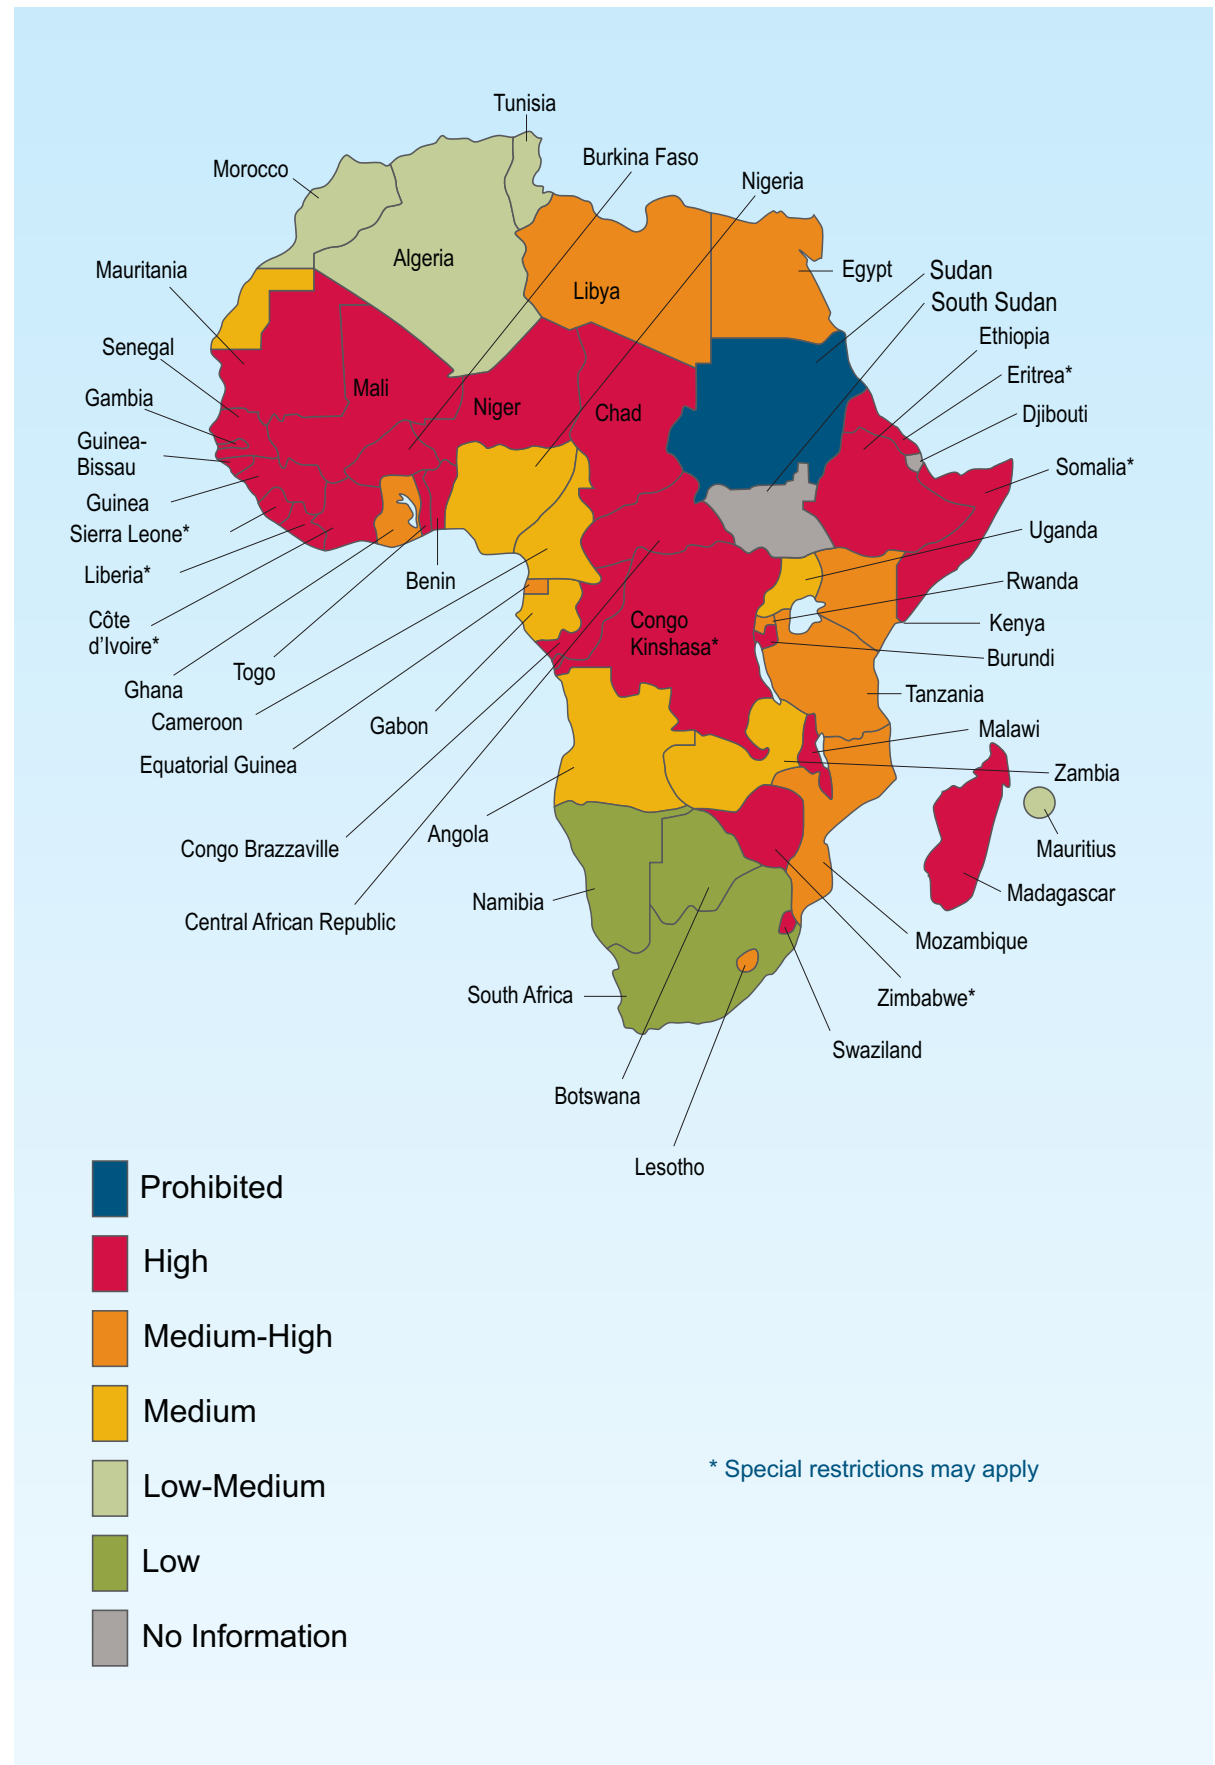 Tunisia
Burkina Faso
Morocco
Nigeria
Algeria
Mauritania
Egypt
Sudan
Libya
South Sudan
Ethiopia
Senegal
Eritrea*
Mali
Gambia
Niger
Chad
Djibouti
Guinea-
Bissau
Somalia*
Guinea
Sierra Leone*
Uganda
Liberia*
Benin
Rwanda
Côte
d'Ivoire*
Congo
Kinshasa*
Kenya
Burundi
Togo
Ghana
Tanzania
Cameroon
Gabon
Malawi
Equatorial Guinea
Zambia
Angola
Congo Brazzaville
Mauritius
Madagascar
Namibia
Central African Republic
Mozambique
South Africa
Zimbabwe*
Swaziland
Botswana
Lesotho
Prohibited
High
Medium-High
Medium
* Special restrictions may apply
Low-Medium
Low
No Information